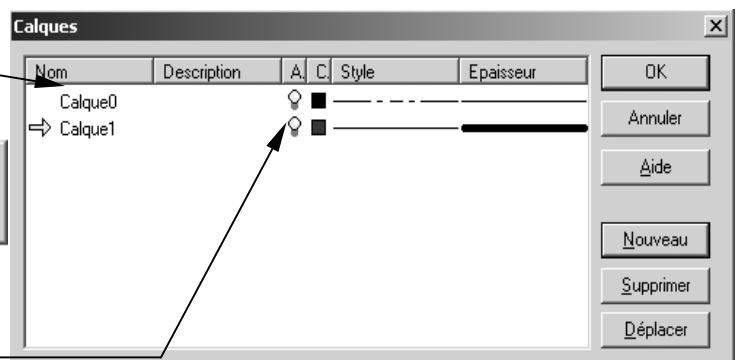 Calques
Nom Description A. C. Style Epaisseur
Calque0
Calque1
OK
Annuler
Aide
Nouveau
Supprimer
Déplacer